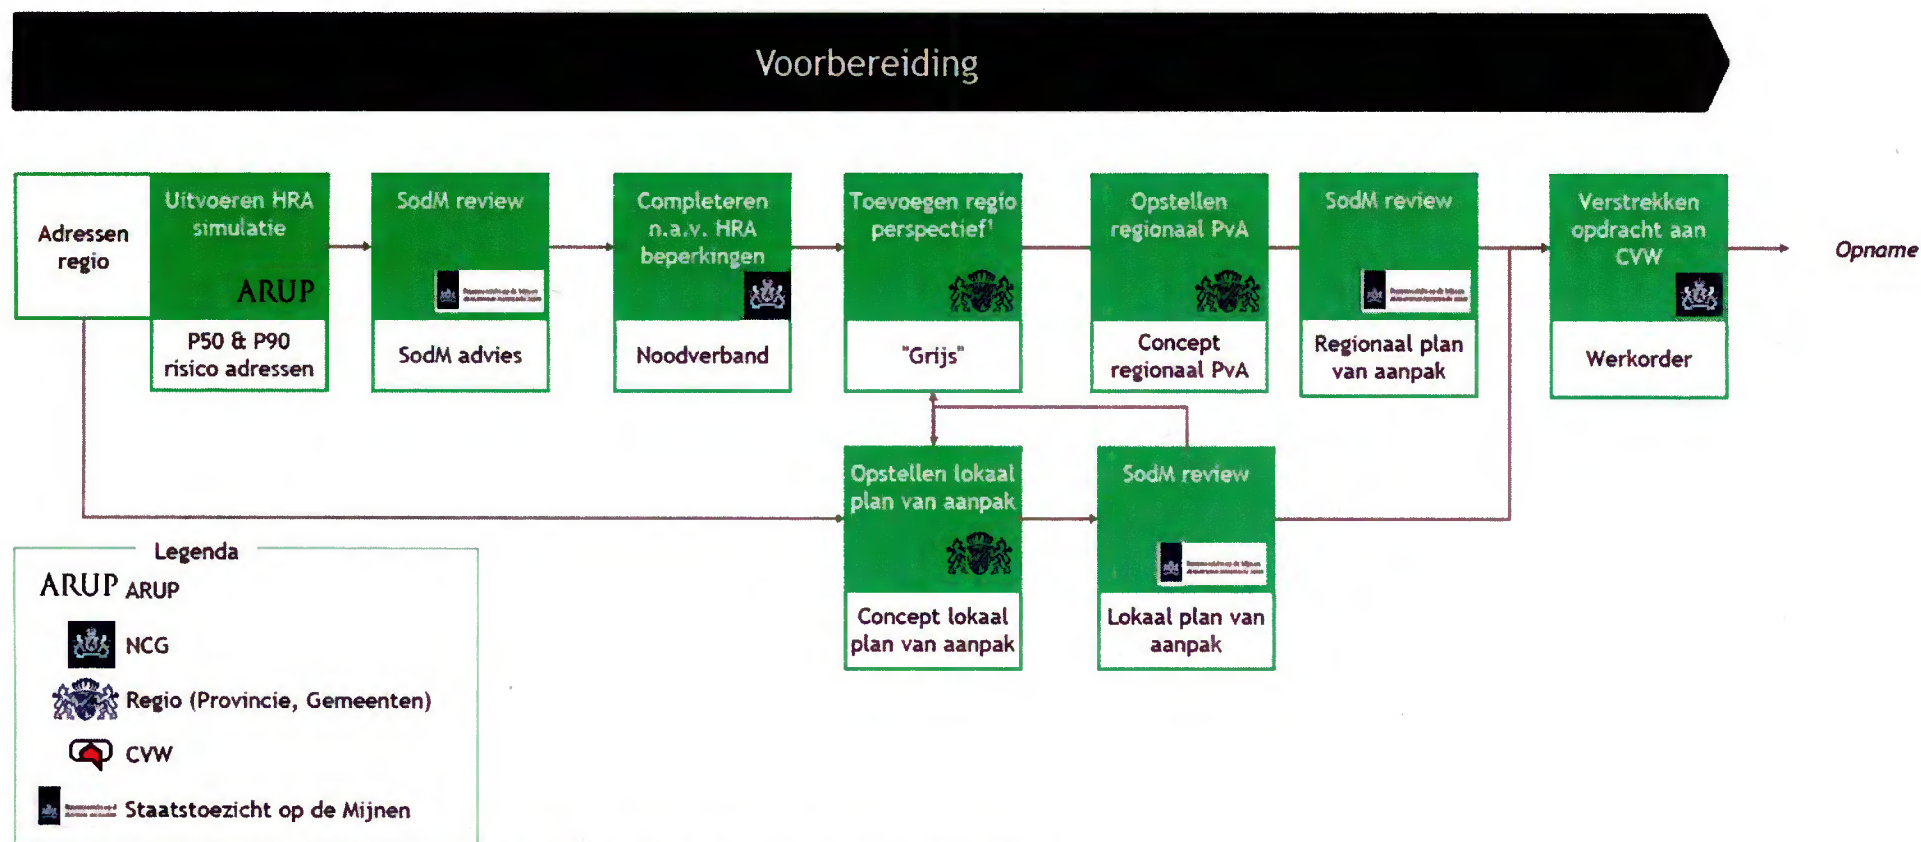 Voorbereiding
Adressen
regio
Uitvoeren HRA
simulatie
ARUP
P50 & P90
risico adressen
SodM review
SodM advies
Completeren
n.a.v. HRA
beperkingen
Noodverband
Toevoegen regio
perspectief¹
"Grijs"
Opstellen
regionaal PvA
Concept
regionaal PvA
SodM review
Regionaal plan
van aanpak
Verstrekken
opdracht aan
CVW
Werkorder
Opname
Opstellen lokaal
plan van aanpak
Concept lokaal
plan van aanpak
SodM review
Lokaal plan van
aanpak
Legenda
ARUP ARUP
NCG
Regio (Provincie, Gemeenten)
CVW
Staatstoezicht op de Mijnen